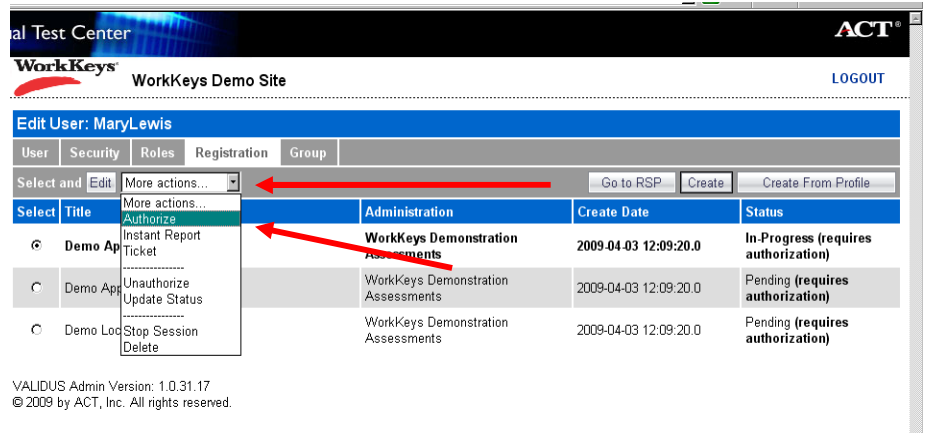 al Test Center
ACT®
WorkKeys®
WorkKeys Demo Site
LOGOUT
Edit User: MaryLewis
User Security Roles Registration Group
Select and Edit More actions... Go to RSP Create Create From Profile
More actions...
Authorize
Instant Report
Ticket
----------------
Unauthorize
Update Status
----------------
Stop Session
Delete
Select Title Administration Create Date Status
Demo Ap WorkKeys Demonstration Assessments 2009-04-03 12:09:20.0 In-Progress (requires
authorization)
Demo App WorkKeys Demonstration
Assessments 2009-04-03 12:09:20.0 Pending (requires
authorization)
Demo Loc WorkKeys Demonstration
Assessments 2009-04-03 12:09:20.0 Pending (requires
authorization)
VALIDUS Admin Version: 1.0.31.17
© 2009 by ACT, Inc. All rights reserved.